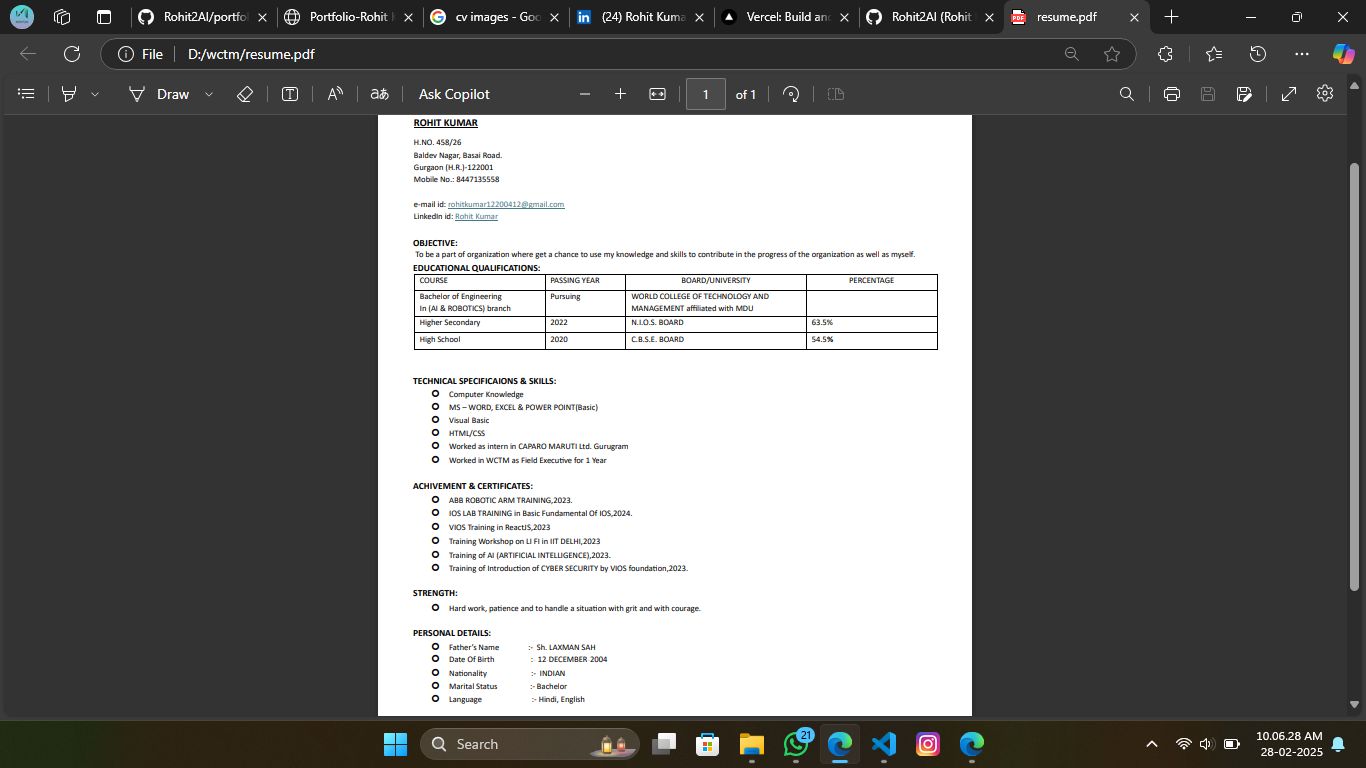 Rohit2AI/portfo
Portfolio-Rohit
cv images - Goo
(24) Rohit Kuma
Vercel: Build an
Rohit2AI (Rohit
resume.pdf
File
D:/wctm/resume.pdf
Draw
Ask Copilot
1
of 1
ROHIT KUMAR
H.NO. 458/26
Baldev Nagar, Basai Road.
Gurgaon (H.R.)-122001
Mobile No.: 8447135558
e-mail id: rohitkumar12200412@gmail.com
LinkedIn id: Rohit Kumar
OBJECTIVE:
To be a part of organization where get a chance to use my knowledge and skills to contribute in the progress of the organization as well as myself.
EDUCATIONAL QUALIFICATIONS:
COURSE PASSING YEAR BOARD/UNIVERSITY PERCENTAGE
Bachelor of Engineering Pursuing WORLD COLLEGE OF TECHNOLOGY AND
In (AI & ROBOTICS) branch MANAGEMENT affiliated with MDU
Higher Secondary 2022 N.I.O.S. BOARD 63.5%
High School 2020 C.B.S.E. BOARD 54.5%
TECHNICAL SPECIFICAIONS & SKILLS:
Computer Knowledge
MS – WORD, EXCEL & POWER POINT(Basic)
Visual Basic
HTML/CSS
Worked as intern in CAPARO MARUTI Ltd. Gurugram
Worked in WCTM as Field Executive for 1 Year
ACHIVEMENT & CERTIFICATES:
ABB ROBOTIC ARM TRAINING,2023.
IOS LAB TRAINING in Basic Fundamental Of IOS,2024.
VIOS Training in ReactJS,2023
Training Workshop on LI FI in IIT DELHI,2023
Training of AI (ARTIFICIAL INTELLIGENCE),2023.
Training of Introduction of CYBER SECURITY by VIOS foundation,2023.
STRENGTH:
Hard work, patience and to handle a situation with grit and with courage.
PERSONAL DETAILS:
Father's Name :- Sh. LAXMAN SAH
Date Of Birth : 12 DECEMBER 2004
Nationality :- INDIAN
Marital Status :- Bachelor
Language :- Hindi, English
Search
21
10.06.28 AM
28-02-2025